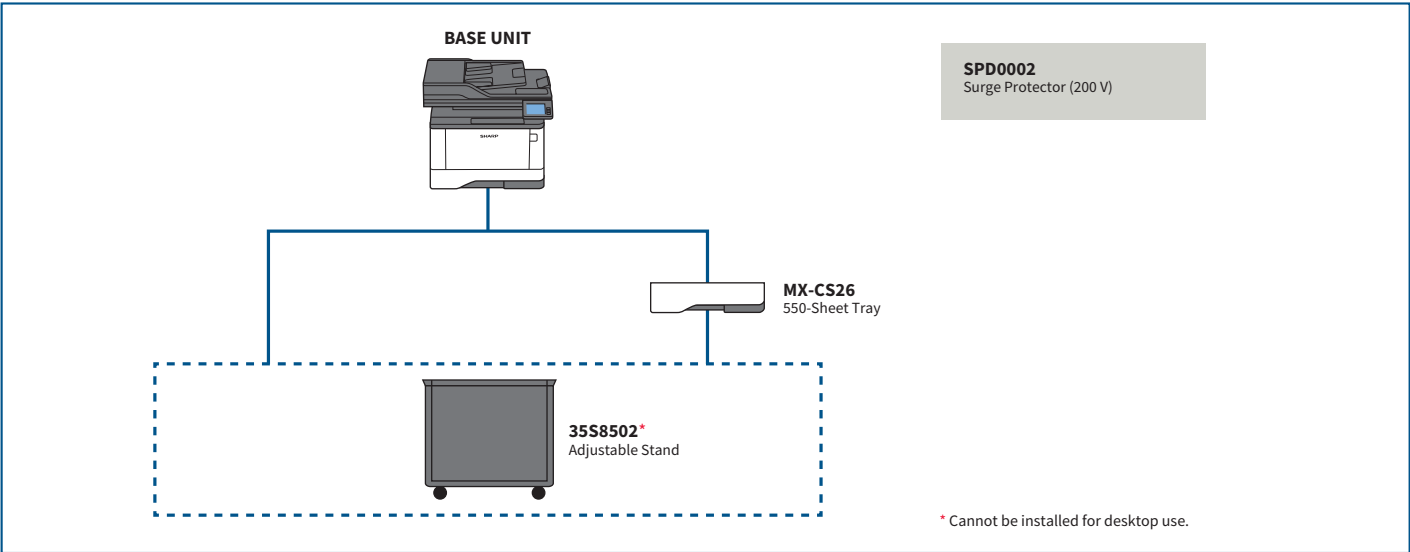 BASE UNIT
SHARP
SPD0002
Surge Protector (200 V)
MX-CS26
550-Sheet Tray
35S8502*
Adjustable Stand
* Cannot be installed for desktop use.